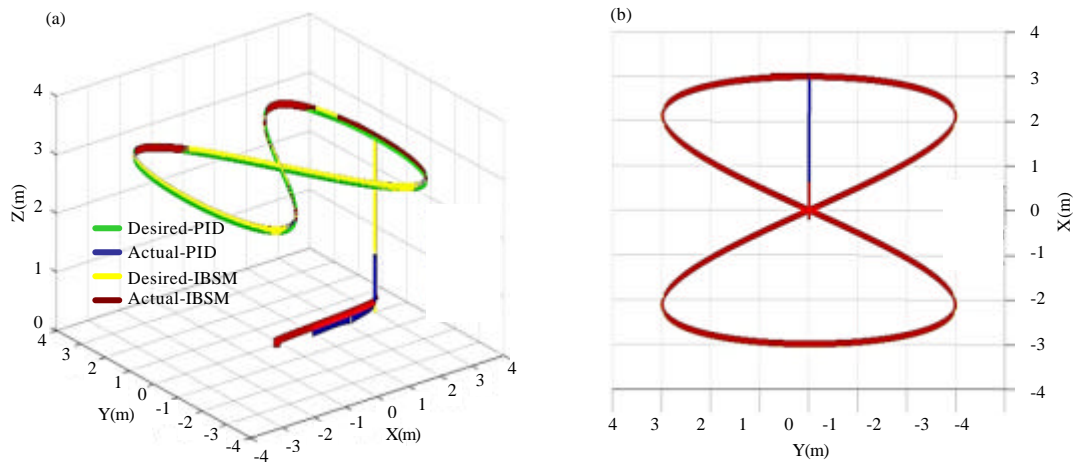 (a)
4
3
2
1
0
Z(m)
Desired-PID
Actual-PID
Desired-IBSM
Actual-IBSM
4
3
2
1
0
-1
-2
-3
-4
Y(m)
-4
-3
-2
-1
0
1
2
3
4
X(m)
(b)
4
3
2
1
0
-1
-2
-3
-4
X(m)
4 3 2 1 0 -1 -2 -3 -4
Y(m)